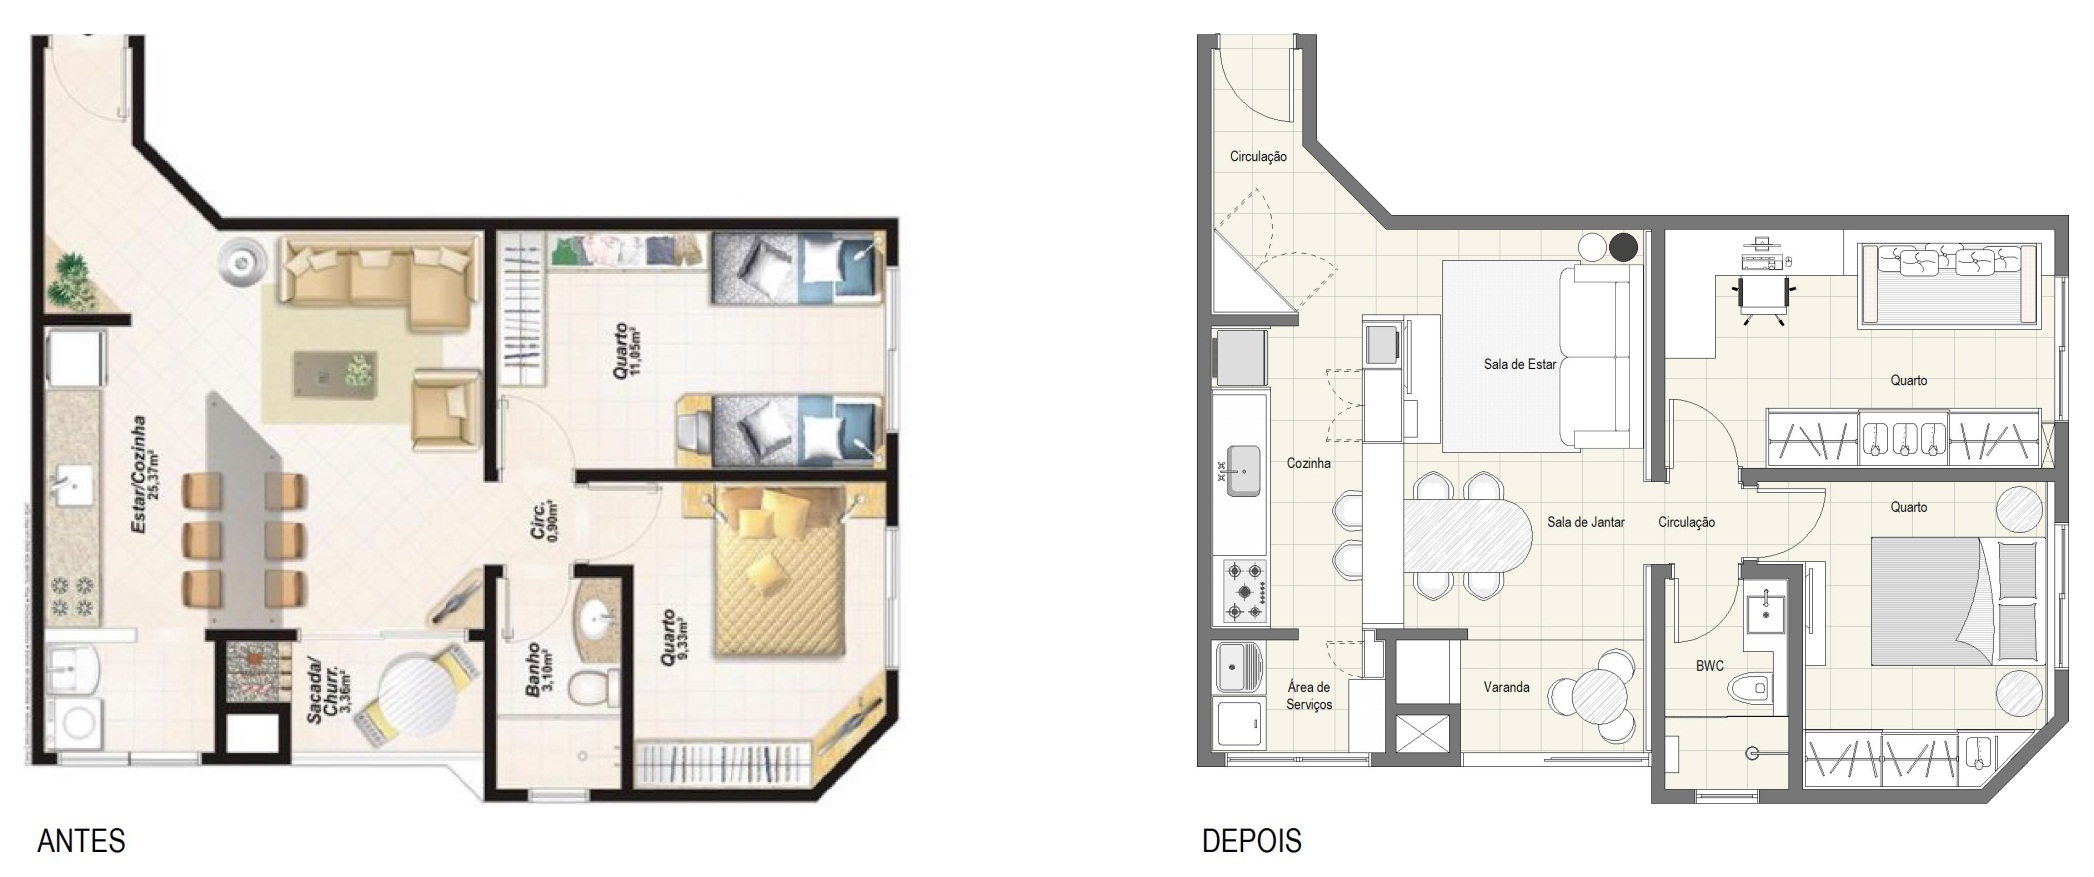 Estar/Cozinha
25,37m²
Quarto
11,05m²
Circ.
0,90m²
Quarto
9,33m²
Banho
3,10m²
Sacada/
Churr.
3,36m²
ANTES
Circulação
Sala de Estar
Quarto
Cozinha
Sala de Jantar
Circulação
Quarto
BWC
Área de
Serviços
Varanda
DEPOIS